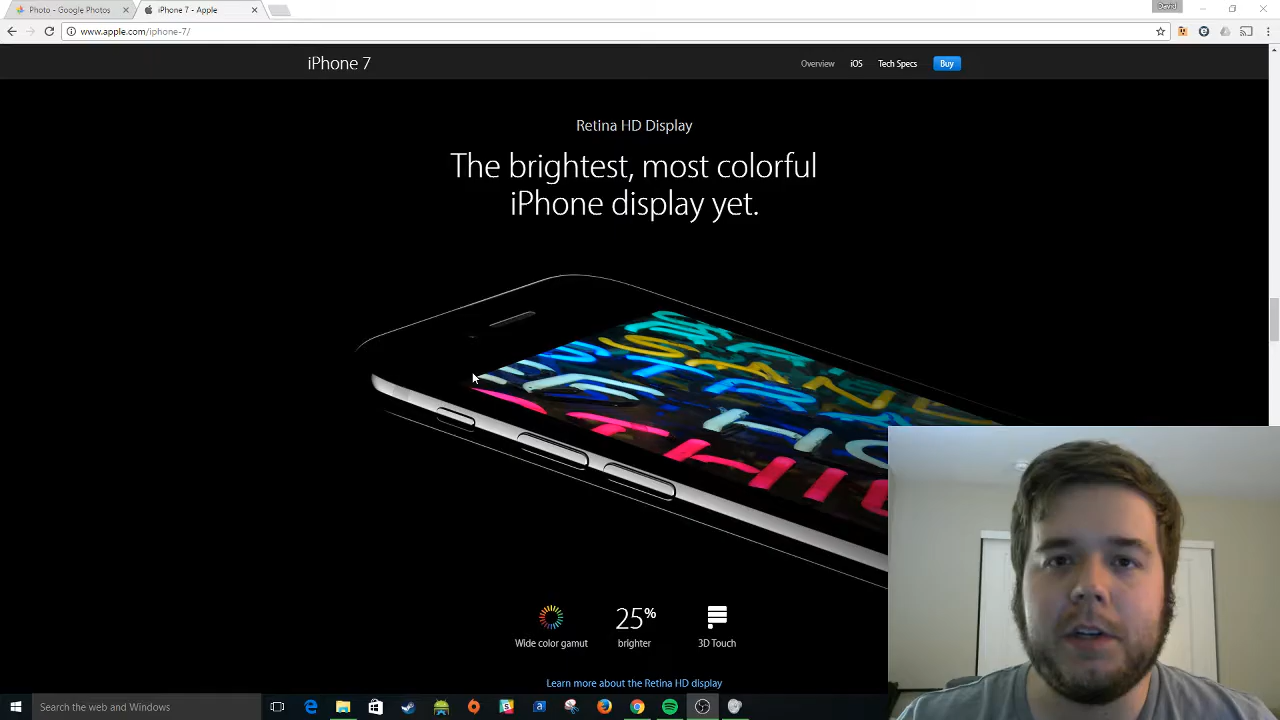 Photo - Google Photos
iPhone 7 - Apple
David
www.apple.com/iphone-7/
iPhone 7
Overview
iOS
Tech Specs
Buy
Retina HD Display
The brightest, most colorful
iPhone display yet.
25%
Wide color gamut
brighter
3D Touch
Learn more about the Retina HD display
Search the web and Windows